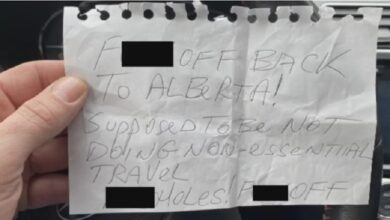 F OFF BACK
TO ALBERTA!
SUPPOSED TO BE NOT
DOING NON-ESSENTIAL
TRAVEL
HOLES! F OFF